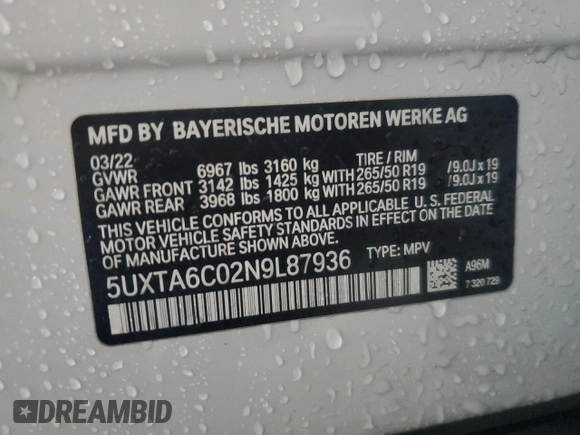 MFD BY BAYERISCHE MOTOREN WERKE AG
03/22 TIRE / RIM
GVWR 6967 lbs 3160 kg
GAWR FRONT 3142 lbs 1425 kg WITH 265/50 R19 /9.0J x 19
GAWR REAR 3968 lbs 1800 kg WITH 265/50 R19 /9.0J x 19
THIS VEHICLE CONFORMS TO ALL APPLICABLE U. S. FEDERAL
MOTOR VEHICLE SAFETY STANDARDS IN EFFECT ON THE DATE
OF MANUFACTURE SHOWN ABOVE.
5UXTA6C02N9L87936 TYPE: MPV
A96M
7 320 729
DREAMBID